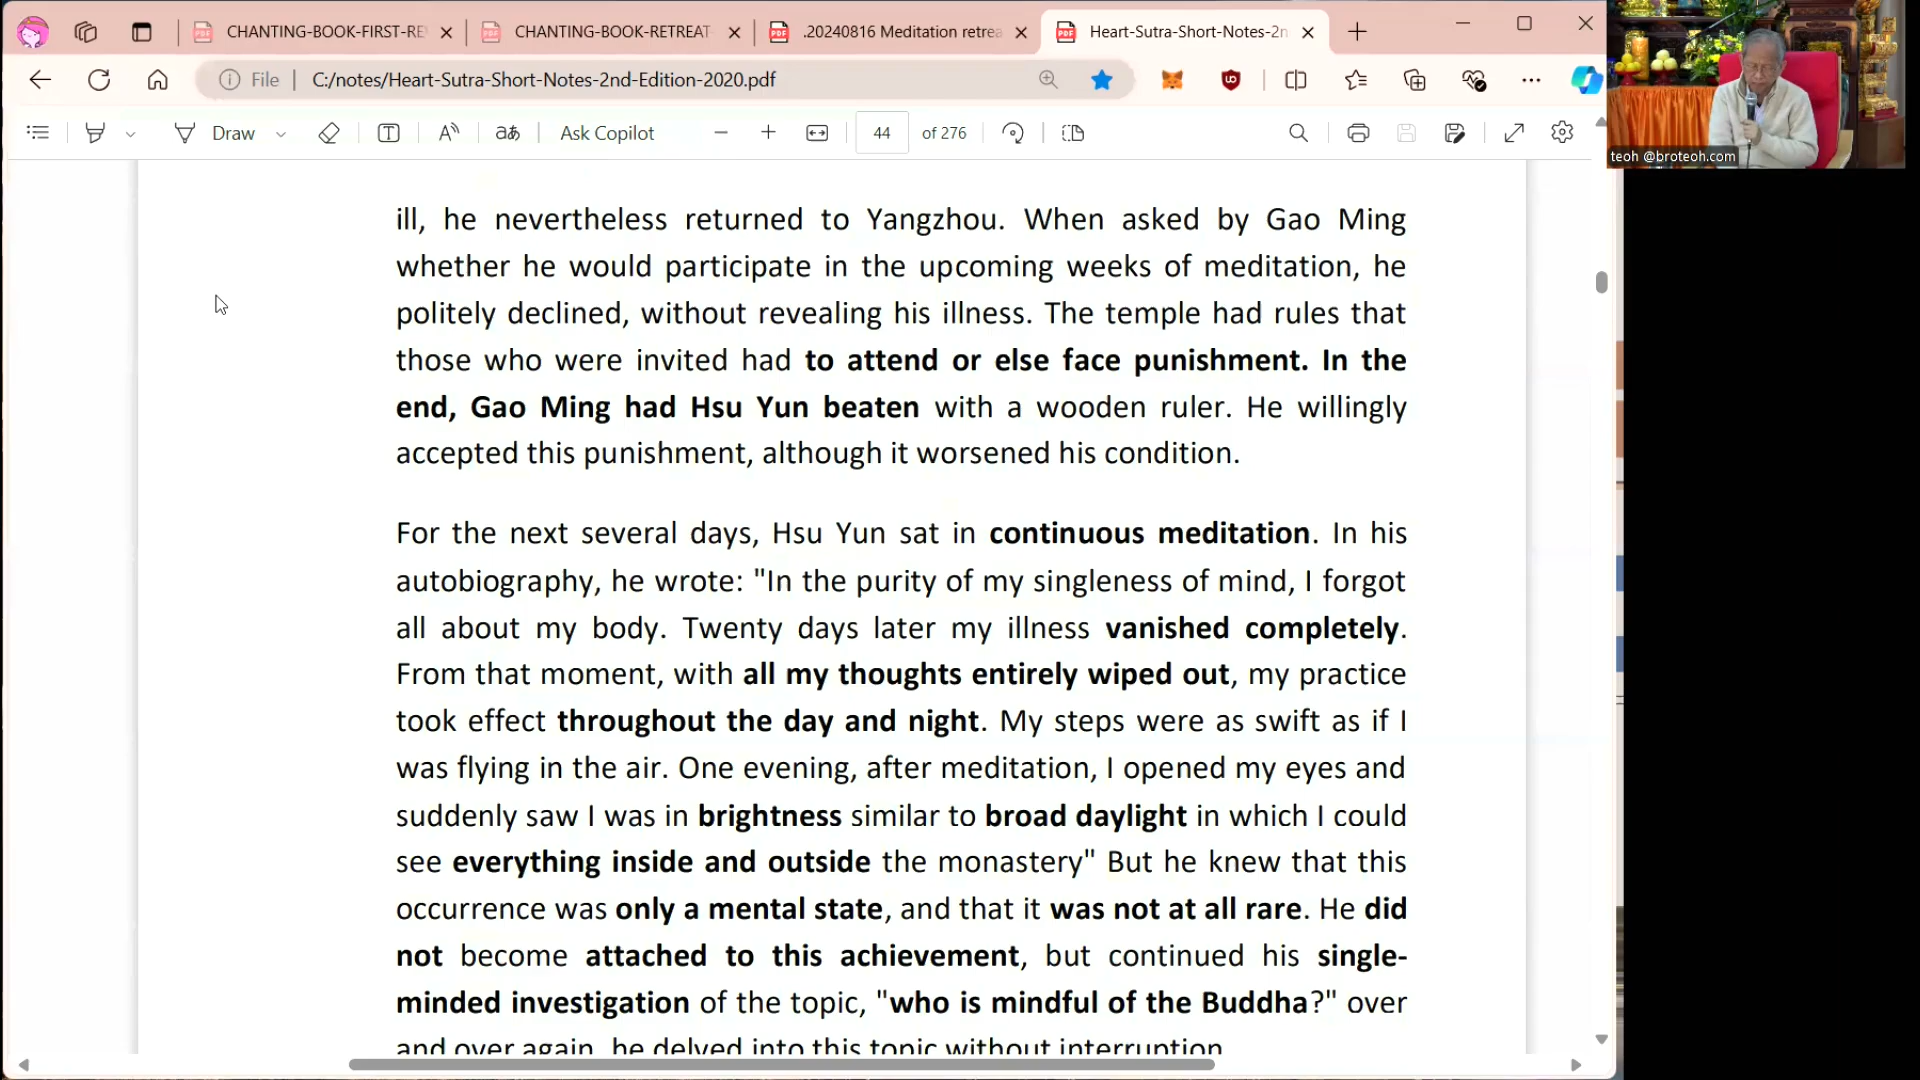 CHANTING-BOOK-FIRST-RE
CHANTING-BOOK-RETREAT-
.20240816 Meditation retrea
Heart-Sutra-Short-Notes-2n
File
C:/notes/Heart-Sutra-Short-Notes-2nd-Edition-2020.pdf
Draw
Ask Copilot
44
of 276
teoh @broteoh.com
ill, he nevertheless returned to Yangzhou. When asked by Gao Ming
whether he would participate in the upcoming weeks of meditation, he
politely declined, without revealing his illness. The temple had rules that
those who were invited had to attend or else face punishment. In the
end, Gao Ming had Hsu Yun beaten with a wooden ruler. He willingly
accepted this punishment, although it worsened his condition.
For the next several days, Hsu Yun sat in continuous meditation. In his
autobiography, he wrote: "In the purity of my singleness of mind, I forgot
all about my body. Twenty days later my illness vanished completely.
From that moment, with all my thoughts entirely wiped out, my practice
took effect throughout the day and night. My steps were as swift as if I
was flying in the air. One evening, after meditation, I opened my eyes and
suddenly saw I was in brightness similar to broad daylight in which I could
see everything inside and outside the monastery" But he knew that this
occurrence was only a mental state, and that it was not at all rare. He did
not become attached to this achievement, but continued his single-
minded investigation of the topic, "who is mindful of the Buddha?" over
and over again, he delved into this topic without interruption